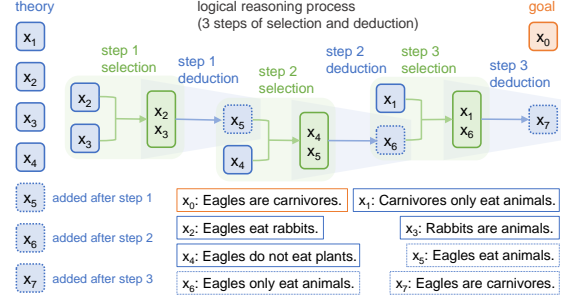 theory
logical reasoning process
(3 steps of selection and deduction)
goal
x1
x2
x3
x4
x5 added after step 1
x6 added after step 2
x7 added after step 3
step 1
selection
step 1
deduction
step 2
selection
step 2
deduction
step 3
selection
step 3
deduction
x0
x2
x3
x2
x3
x5
x4
x4
x5
x1
x6
x1
x6
x7
x0: Eagles are carnivores.
x1: Carnivores only eat animals.
x2: Eagles eat rabbits.
x3: Rabbits are animals.
x4: Eagles do not eat plants.
x5: Eagles eat animals.
x6: Eagles only eat animals.
x7: Eagles are carnivores.